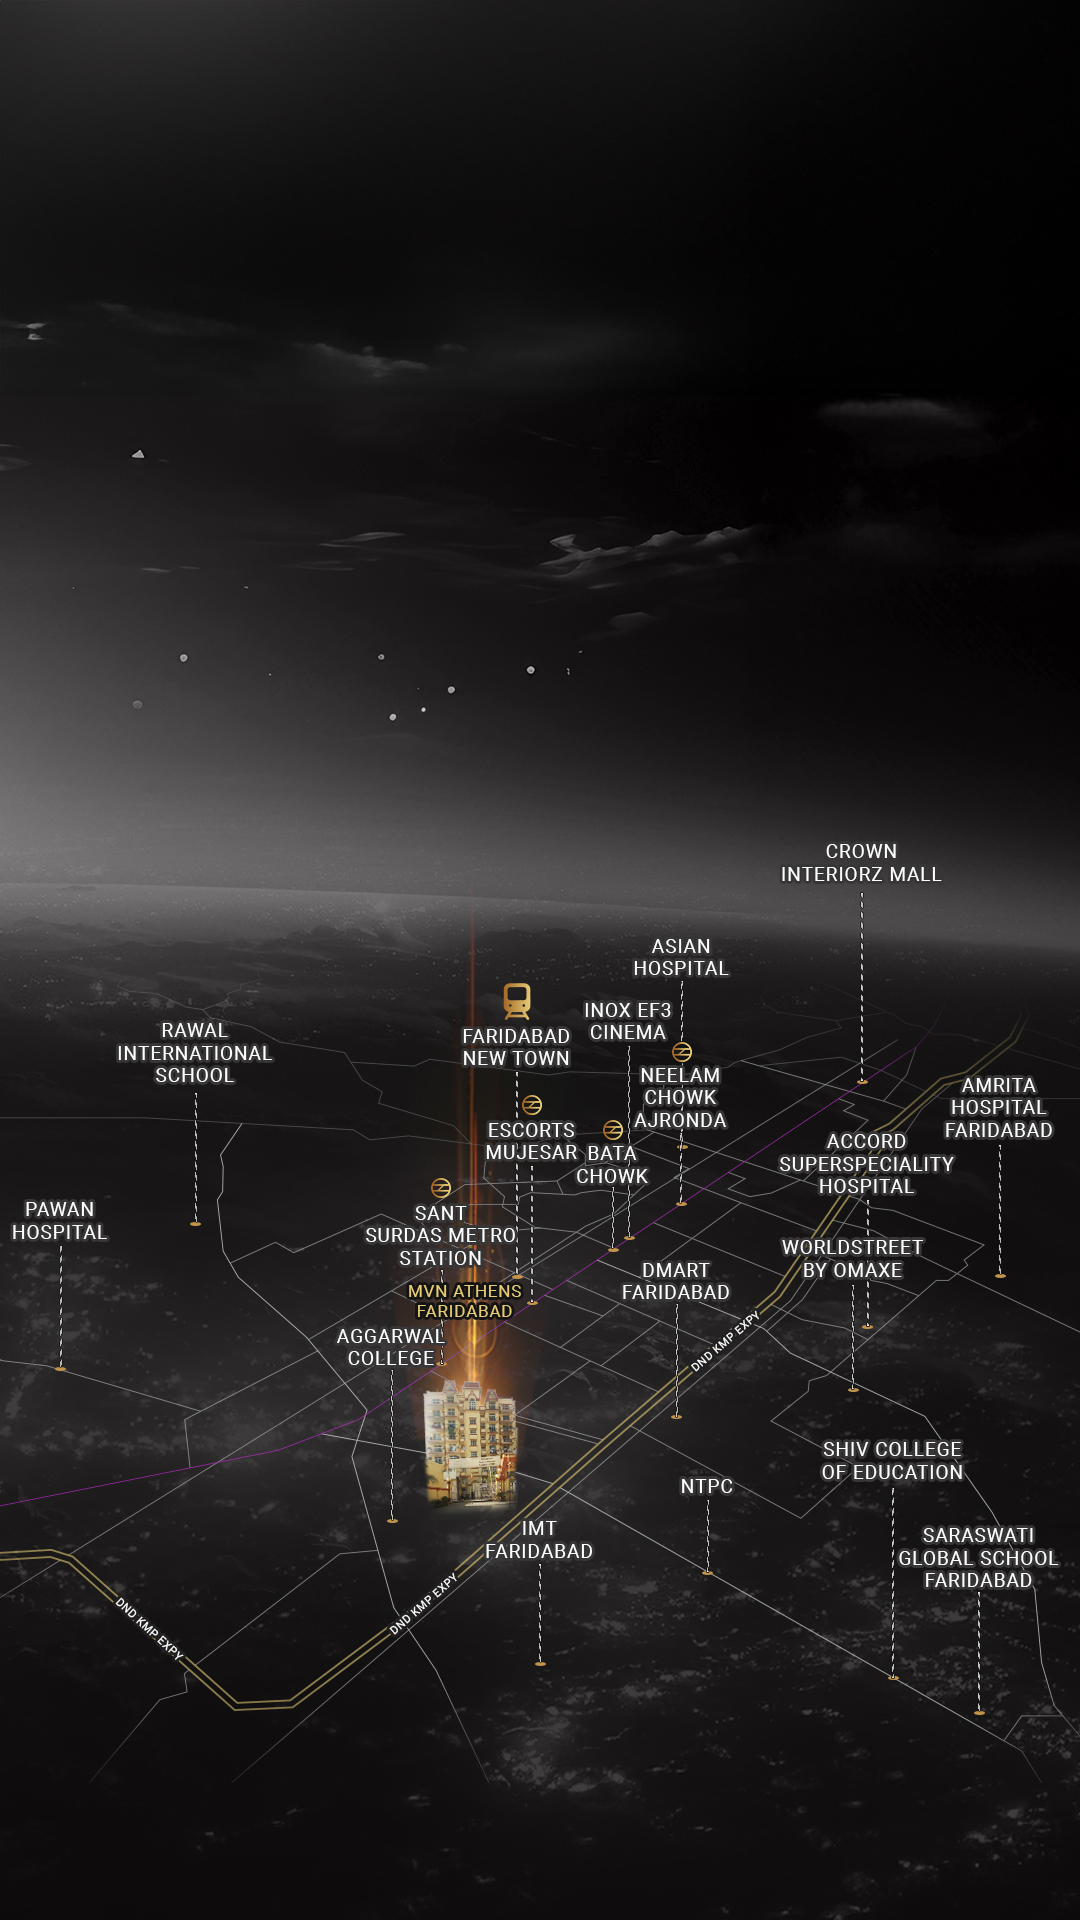 CROWN
INTERIORZ MALL
ASIAN
HOSPITAL
INOX EF3
CINEMA
FARIDABAD
NEW TOWN
RAWAL
INTERNATIONAL
SCHOOL
NEELAM
CHOWK
AJRONDA
AMRITA
HOSPITAL
FARIDABAD
ESCORTS
MUJESAR
BATA
CHOWK
ACCORD
SUPERSPECIALITY
HOSPITAL
PAWAN
HOSPITAL
SANT
SURDAS METRO
STATION
WORLDSTREET
BY OMAXE
DMART
FARIDABAD
MVN ATHENS
FARIDABAD
AGGARWAL
COLLEGE
DND KMP EXPY
SHIV COLLEGE
OF EDUCATION
NTPC
IMT
FARIDABAD
SARASWATI
GLOBAL SCHOOL
FARIDABAD
DND KMP EXPY
DND KMP EXPY